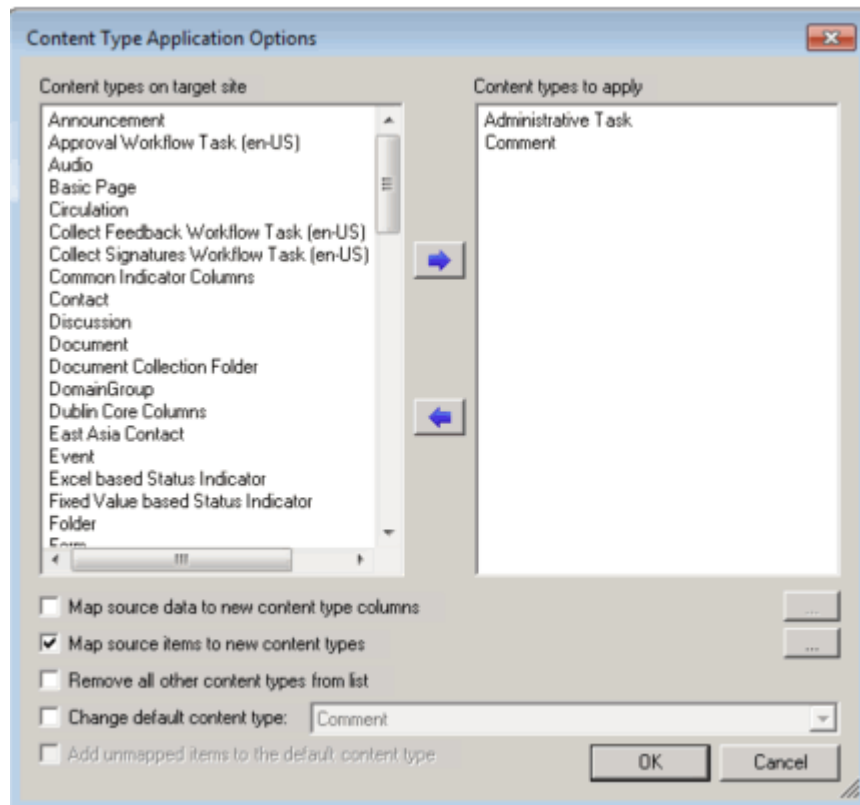 Content Type Application Options
Content types on target site
Content types to apply
Announcement
Approval Workflow Task (en-US)
Audio
Basic Page
Circulation
Collect Feedback Workflow Task (en-US)
Collect Signatures Workflow Task (en-US)
Common Indicator Columns
Contact
Discussion
Document
Document Collection Folder
DomainGroup
Dublin Core Columns
East Asia Contact
Event
Excel based Status Indicator
Fixed Value based Status Indicator
Folder
Form
Administrative Task
Comment
Map source data to new content type columns
...
Map source items to new content types
...
Remove all other content types from list
Change default content type: Comment
Add unmapped items to the default content type
OK Cancel